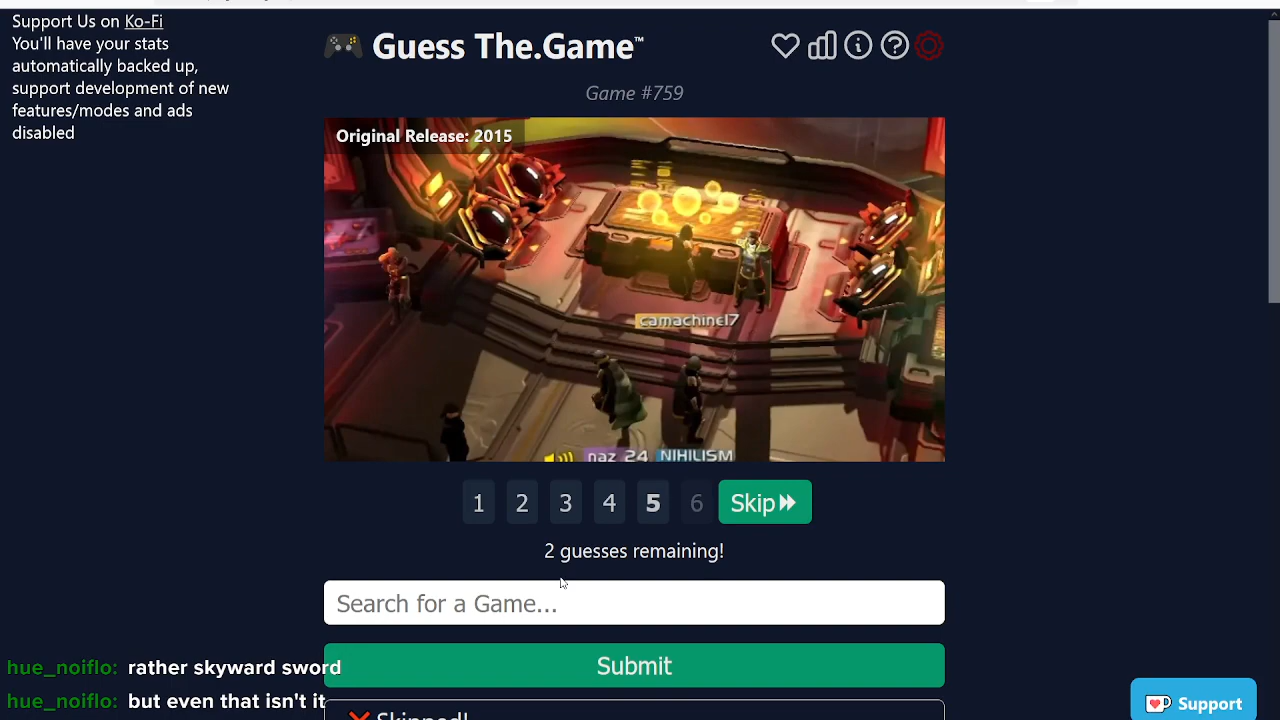 Support Us on Ko-Fi
You'll have your stats
automatically backed up,
support development of new
features/modes and ads
disabled
Guess The.Game™
Game #759
Original Release: 2015
camachine17
naz 24 NIHILISM
1 2 3 4 5 6 Skip
2 guesses remaining!
Search for a Game...
Submit
hue_noiflo: rather skyward sword
hue_noiflo: but even that isn't it
Skipped!
Support